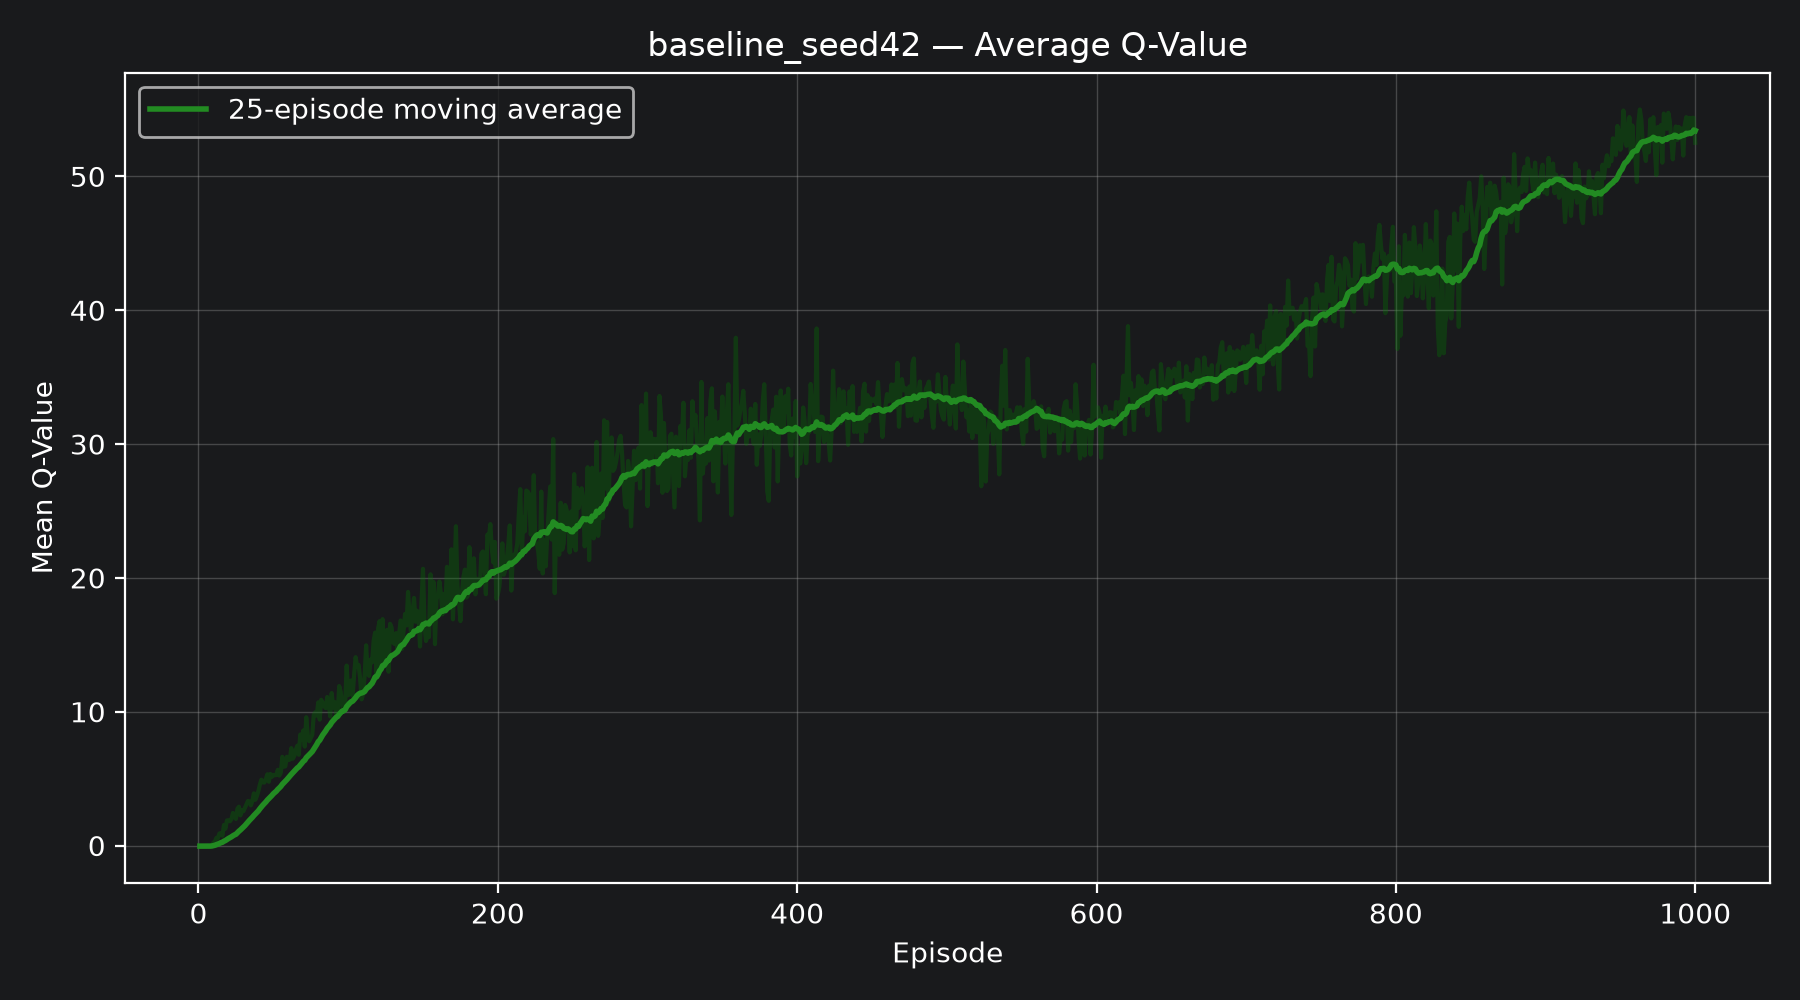 baseline_seed42 — Average Q-Value
25-episode moving average
Mean Q-Value
50
40
30
20
10
0
0 200 400 600 800 1000
Episode